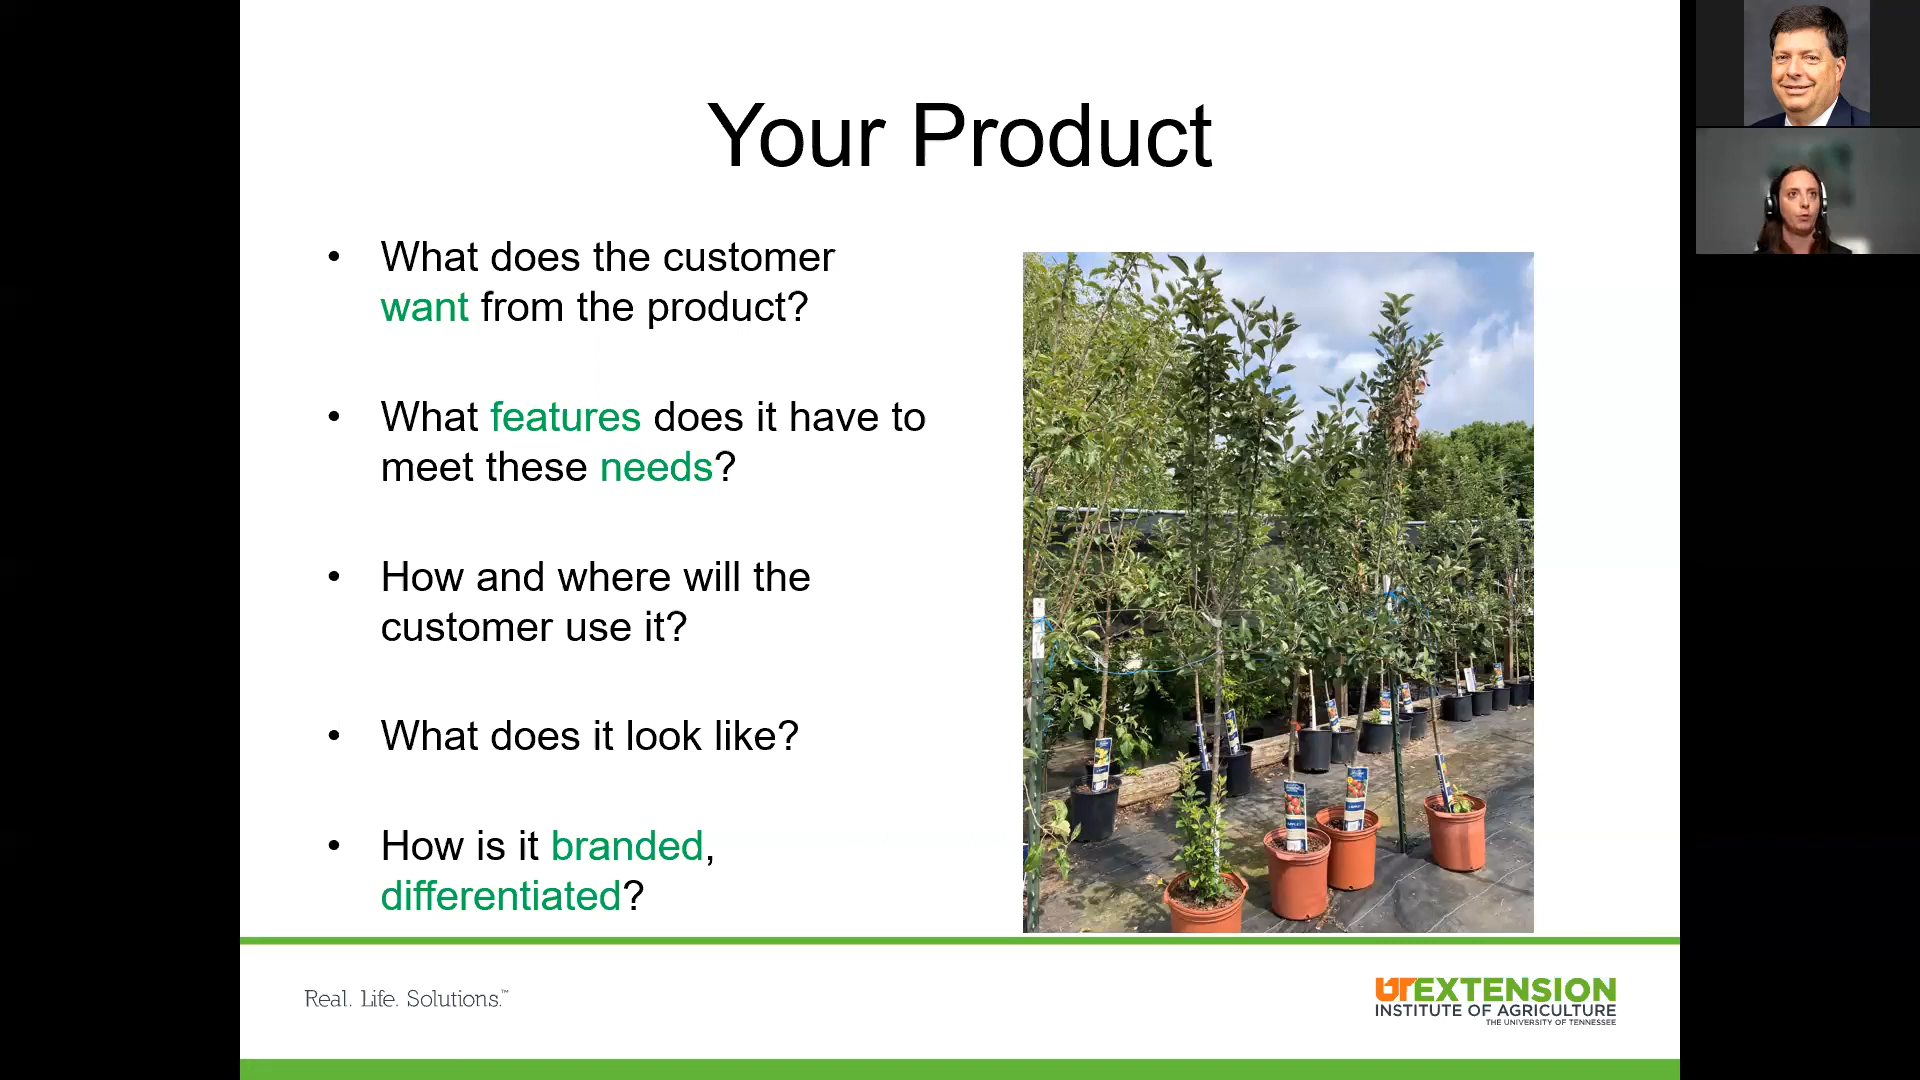 Your Product
• What does the customer
want from the product?
• What features does it have to
meet these needs?
• How and where will the
customer use it?
• What does it look like?
• How is it branded,
differentiated?
Real. Life. Solutions.™
UT EXTENSION
INSTITUTE OF AGRICULTURE
THE UNIVERSITY OF TENNESSEE